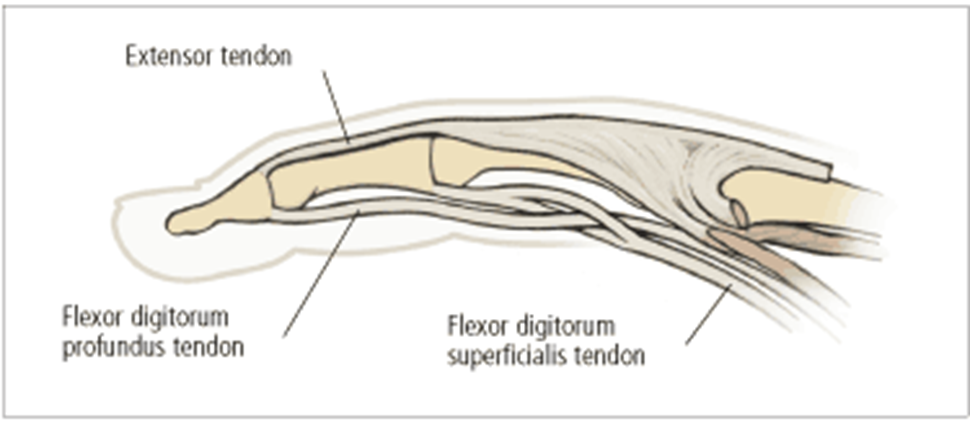 Extensor tendon
Flexor digitorum
profundus tendon
Flexor digitorum
superficialis tendon